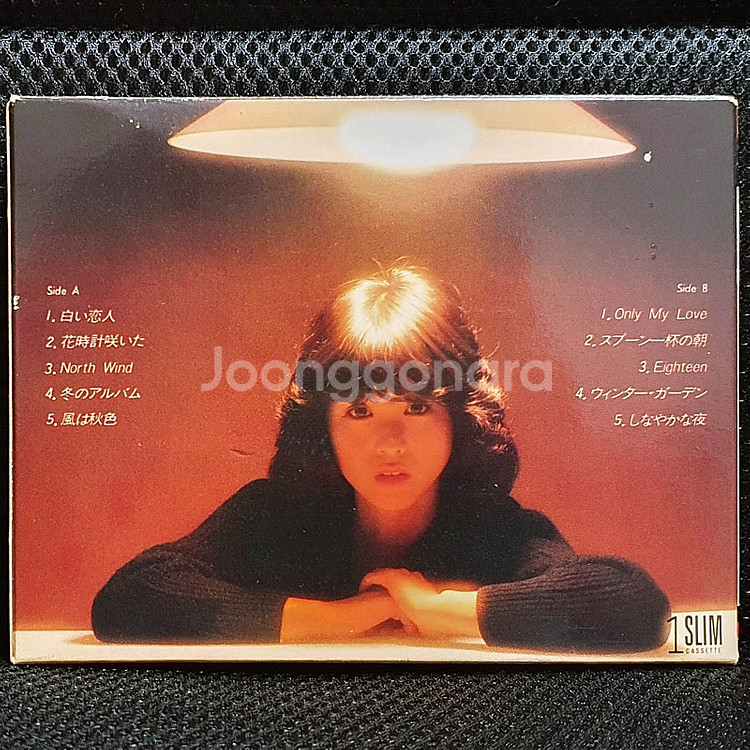 Side A
1. 白い恋人
2. 花時計咲いた
3. North Wind
4. 冬のアルバム
5. 風は秋色
Side B
1. Only My Love
2. スプーン一杯の朝
3. Eighteen
4. ウィンター・ガーデン
5. しなやかな夜
Joonggonara
1 SLIM
CASSETTE